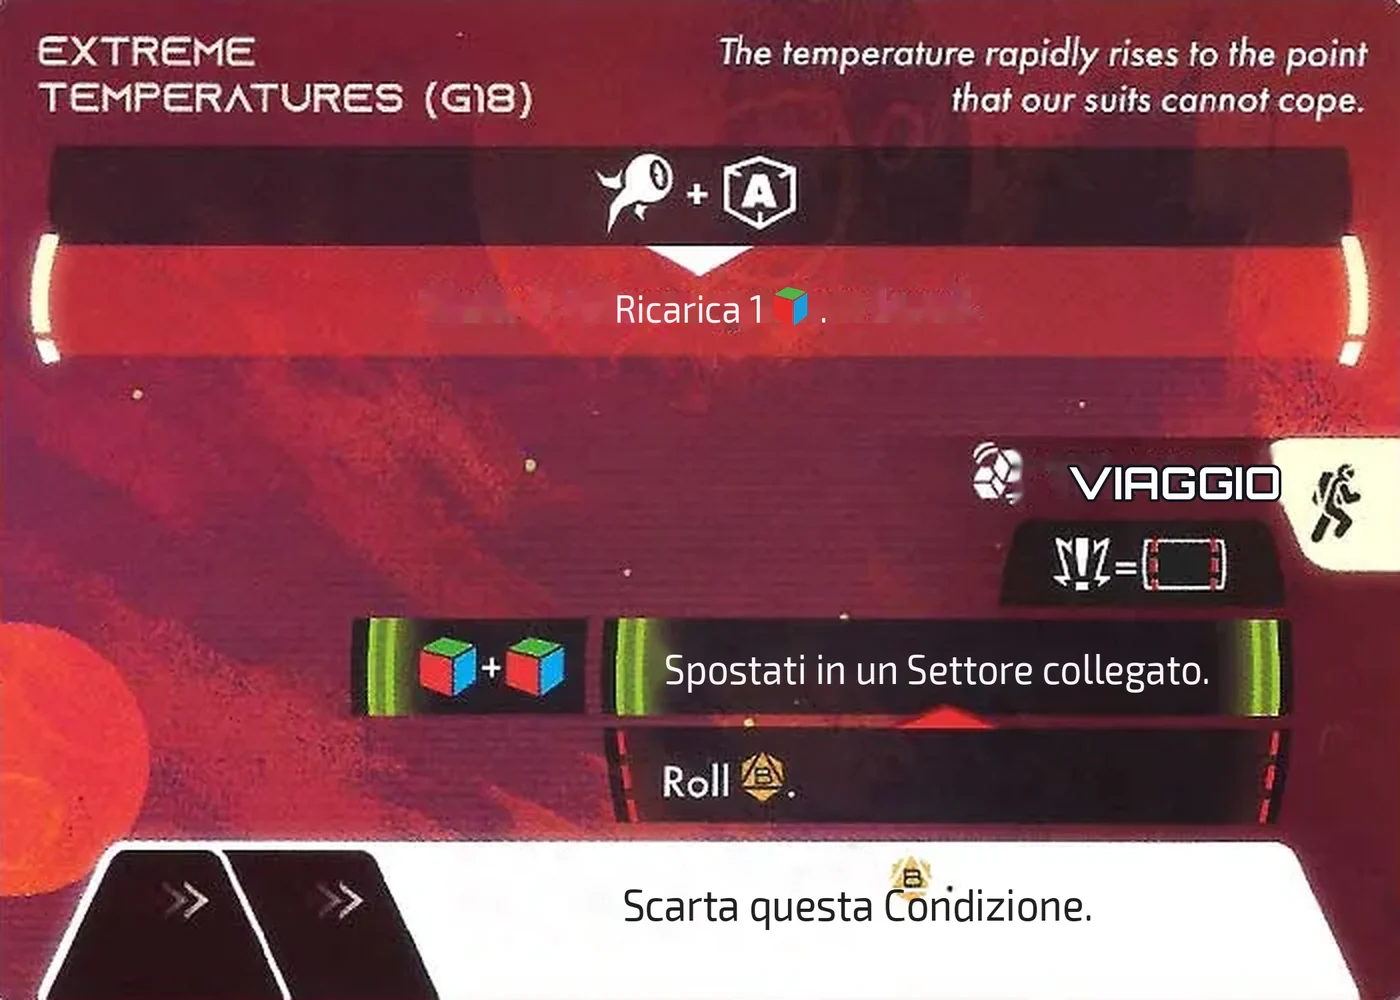 EXTREME
TEMPERATURES (G18)
The temperature rapidly rises to the point
that our suits cannot cope.
+ A
Ricarica 1 .
VIAGGIO
! =
+
Spostati in un Settore collegato.
Roll B.
B .
Scarta questa Condizione.